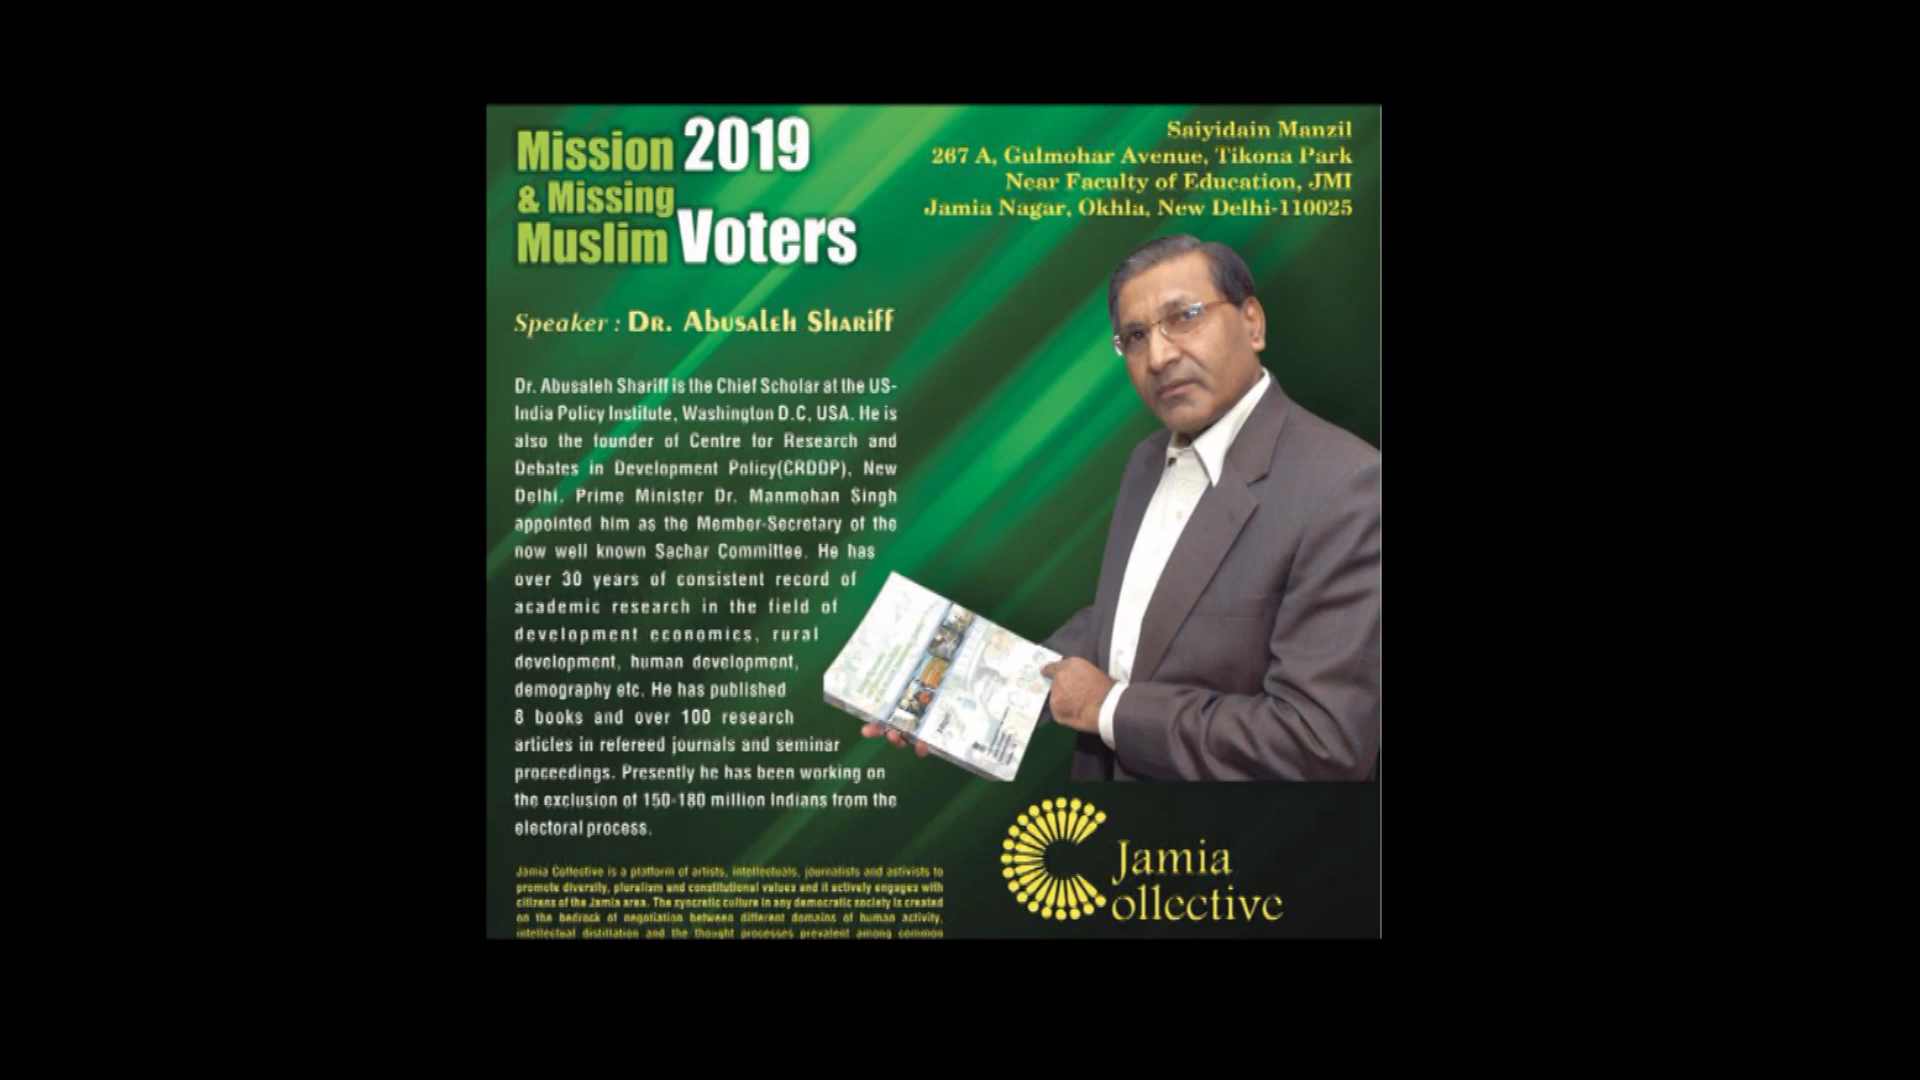 Mission 2019
& Missing
Muslim Voters
Saiyidain Manzil
267 A, Gulmohar Avenue, Tikona Park
Near Faculty of Education, JMI
Jamia Nagar, Okhla, New Delhi-110025
Speaker : Dr. Abusaleh Shariff
Dr. Abusaleh Shariff is the Chief Scholar at the US-
India Policy Institute, Washington D.C, USA. He is
also the founder of Centre for Research and
Debates in Development Policy(CRDDP), New
Delhi. Prime Minister Dr. Manmohan Singh
appointed him as the Member-Secretary of the
now well known Sachar Committee. He has
over 30 years of consistent record of
academic research in the field of
development economics, rural
development, human development,
demography etc. He has published
8 books and over 100 research
articles in refereed journals and seminar
proceedings. Presently he has been working on
the exclusion of 150-180 million Indians from the
electoral process.
Jamia Collective is a platform of artists, intellectuals, journalists and activists to
promote diversity, pluralism and constitutional values and it actively engages with
citizens of the Jamia area. The syncretic culture in any democratic society is created
on the bedrock of negotiation between different domains of human activity,
intellectual distillation and the thought processes prevalent among common
Jamia
Collective